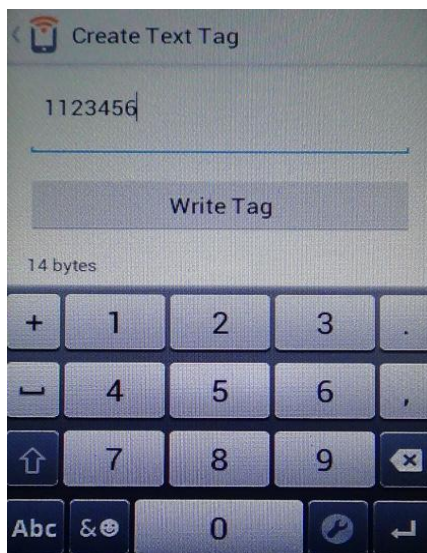 Create Text Tag
1123456
Write Tag
14 bytes
+ 1 2 3 .
4 5 6 ,
7 8 9
Abc &☻ 0